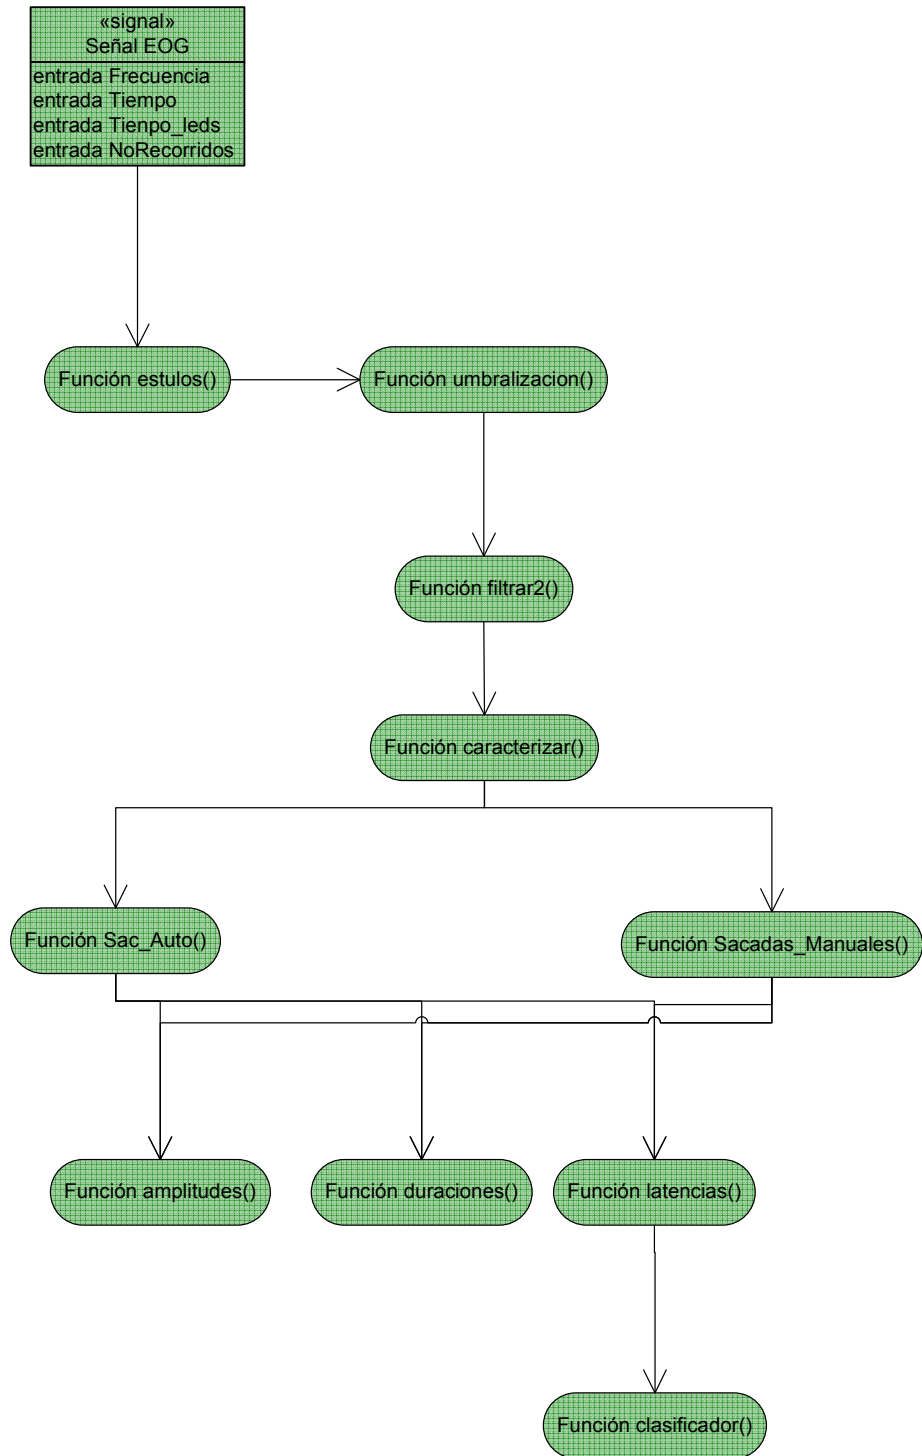 «signal»
Señal EOG
entrada Frecuencia
entrada Tiempo
entrada Tienpo_leds
entrada NoRecorridos
Función estulos()
Función umbralizacion()
Función filtrar2()
Función caracterizar()
Función Sac_Auto()
Función Sacadas_Manuales()
Función amplitudes()
Función duraciones()
Función latencias()
Función clasificador()